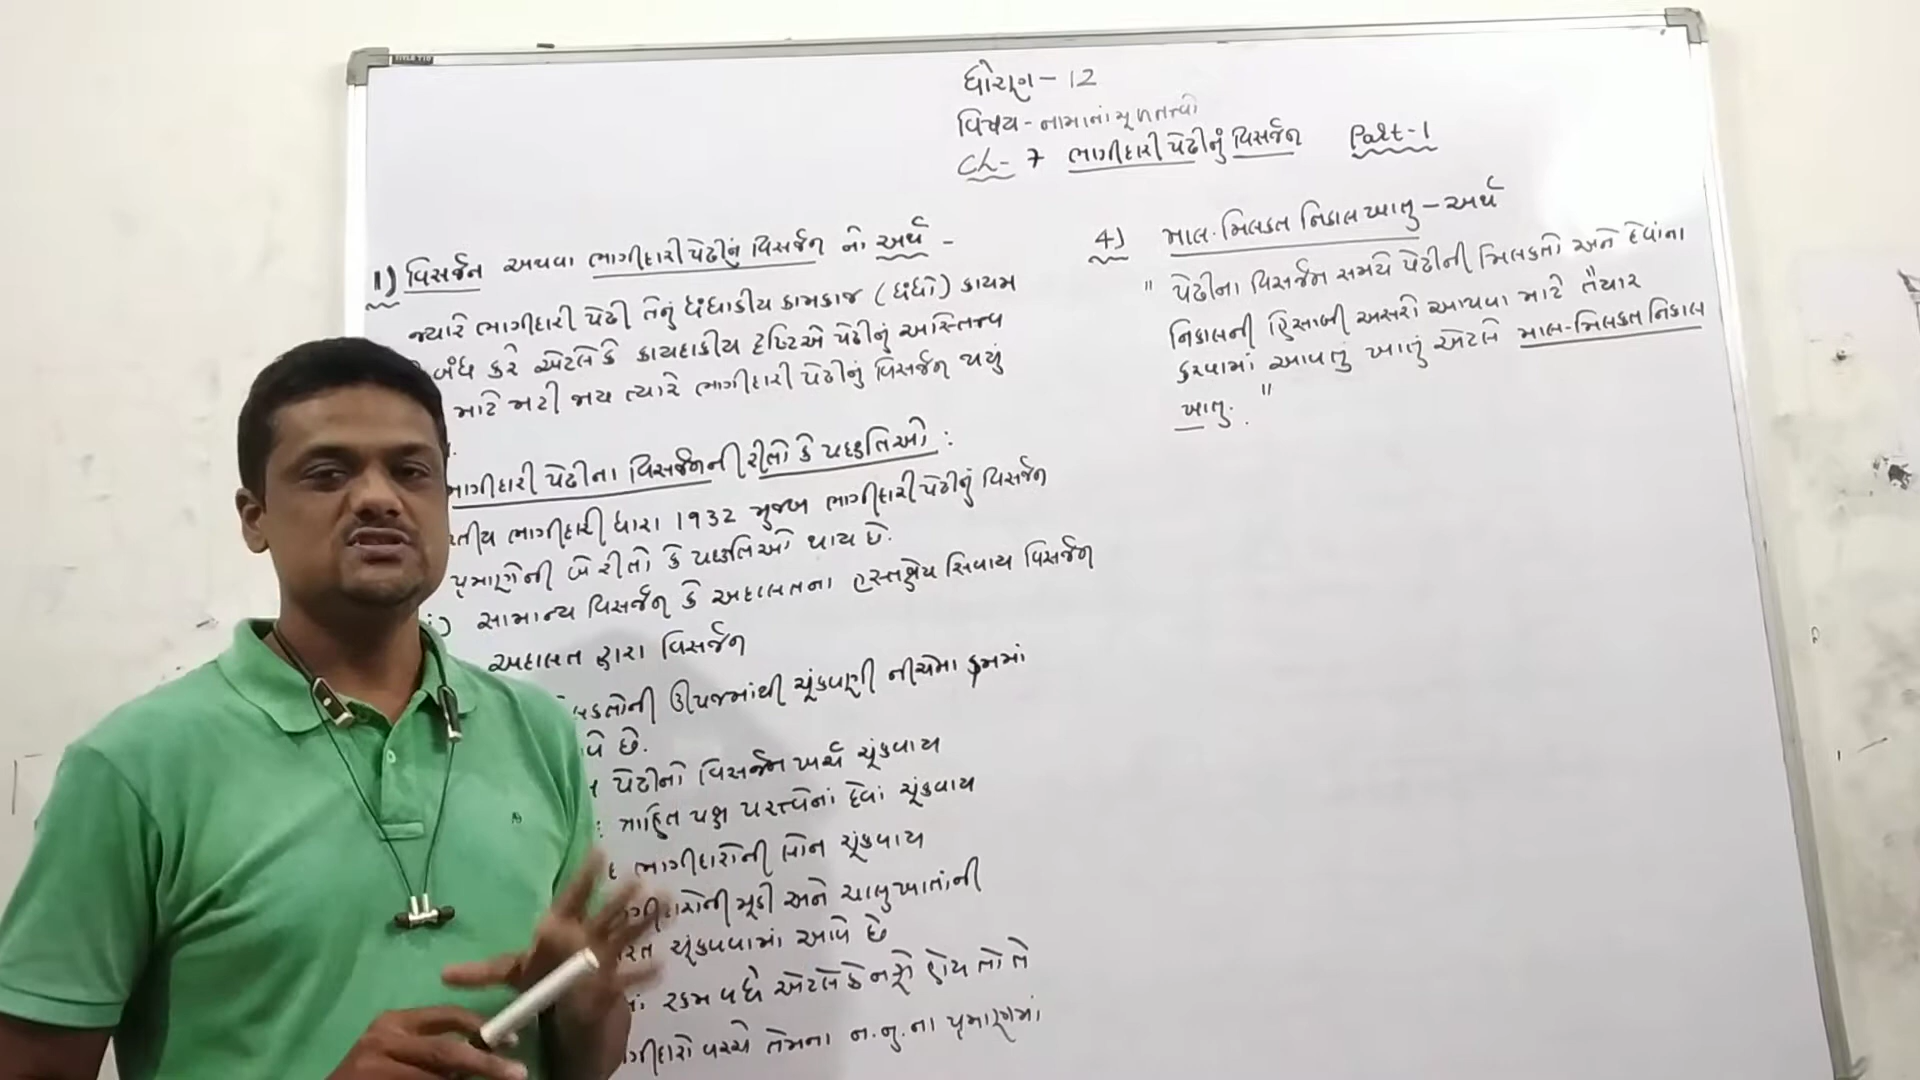 ધોરણ - 12
વિષય - નામાનાં મૂળતત્ત્વો
Ch- 7 ભાગીદારી પેઢીનું વિસર્જન Part-1
1) વિસર્જન અથવા ભાગીદારી પેઢીનું વિસર્જન નો અર્થ -
જ્યારે ભાગીદારી પેઢી તેનું ધંધાકીય કામકાજ (ધંધો) કાયમ
બંધ કરે એટલેકે કાયદાકીય દ્રષ્ટિએ પેઢીનું અસ્તિત્ત્વ
માટે મટી જાય ત્યારે ભાગીદારી પેઢીનું વિસર્જન થયું
ભાગીદારી પેઢીના વિસર્જનની રીતો કે પધ્ધતિઓ :
તીય ભાગીદારી ધારા 1932 મુજબ ભાગીદારી પેઢીનું વિસર્જન
પ્રમાણેની બે રીતો કે પધ્ધતિઓ થાય છે.
સામાન્ય વિસર્જન કે અદાલતના હસ્તક્ષેપ સિવાય વિસર્જન
અદાલત દ્વારા વિસર્જન
લકતોની ઊપજમાંથી ચૂંકવણી નીચેના ક્રમમાં
વે છે.
પેઢીનો વિસર્જન ખર્ચ ચૂંકવાય
: ત્રાહિત પક્ષ પરત્ત્વેનાં દેવાં ચૂંકવાય
ભાગીદારોની લોન ચૂંકવાય
ગીદારોની મૂડી અને ચાલુખાતાંની
રત ચૂંકવવામાં આવે છે
રકમ વધે એટલેકે નફો હોય તો તે
ગીદારો વચ્ચે તેમના ન.નુ.ના પ્રમાણમાં
4) માલ-મિલકત નિકાલ ખાતુ - અર્થ
" પેઢીના વિસર્જન સમયે પેઢીની મિલકતો અને દેવાંના
નિકાલની હિસાબી અસરો આપવા માટે તૈયાર
કરવામાં આવતું ખાતું એટલે માલ-મિલકત નિકાલ
ખાતુ. "